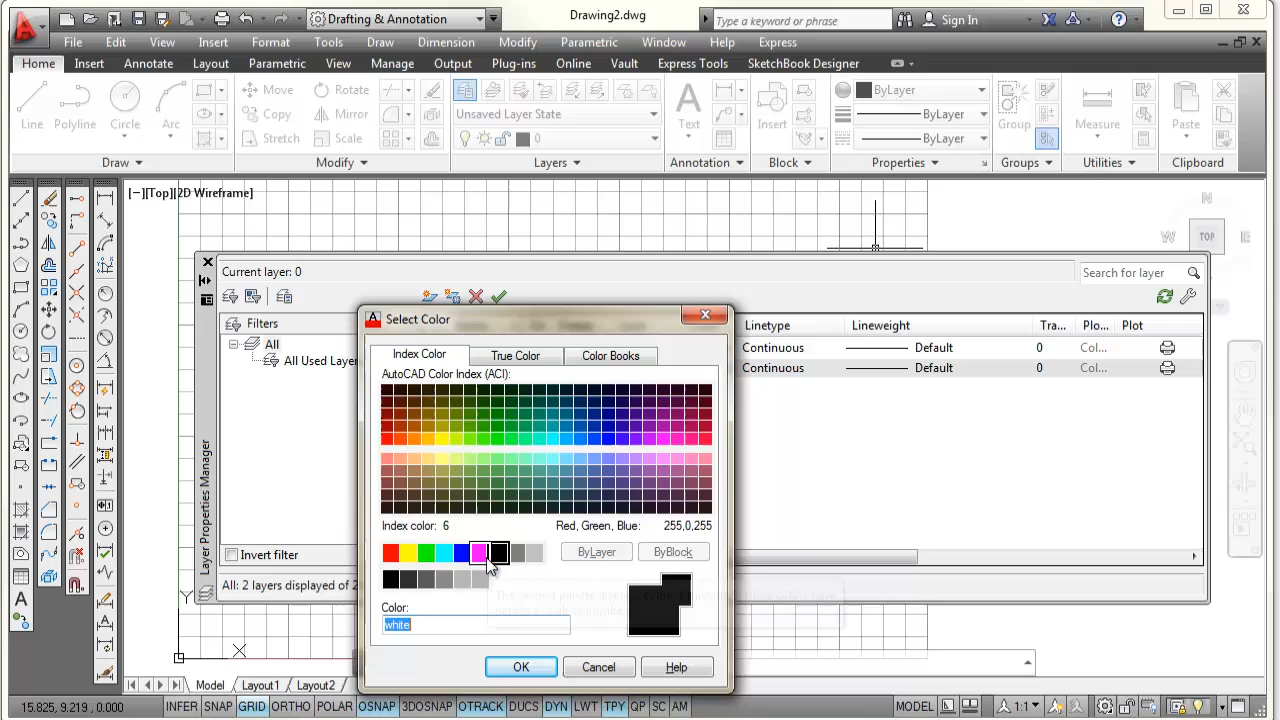 Drafting & Annotation
Drawing2.dwg
Type a keyword or phrase
Sign In
File Edit View Insert Format Tools Draw Dimension Modify Parametric Window Help Express
Home Insert Annotate Layout Parametric View Manage Output Plug-ins Online Vault Express Tools SketchBook Designer
Move Rotate
ByLayer
Copy Mirror
Unsaved Layer State
ByLayer
Line Polyline Circle Arc
Text Insert Group Measure Paste
Stretch Scale
0
ByLayer
Draw Modify Layers Annotation Block Properties Groups Utilities Clipboard
[−][Top][2D Wireframe]
N
W TOP E
Current layer: 0
Search for layer
Filters
All
All Used Layer
Linetype Lineweight Tra... Plo... Plot
Continuous Default 0 Col...
Continuous Default 0 Col...
Select Color
Index Color True Color Color Books
AutoCAD Color Index (ACI):
Index color: 6 Red, Green, Blue: 255,0,255
ByLayer ByBlock
Color:
white
OK Cancel Help
Invert filter
All: 2 layers displayed of 2
Layer Properties Manager
Y
X
Model Layout1 Layout2
15.825, 9.219 , 0.000 INFER SNAP GRID ORTHO POLAR OSNAP 3DOSNAP OTRACK DUCS DYN LWT TPY QP SC AM MODEL 1:1